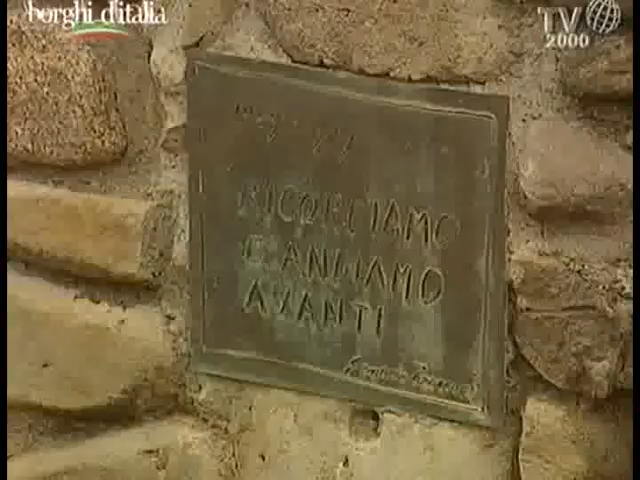 borghi d'italia
TV
2000
RICORDIAMO
E ANDIAMO
AVANTI